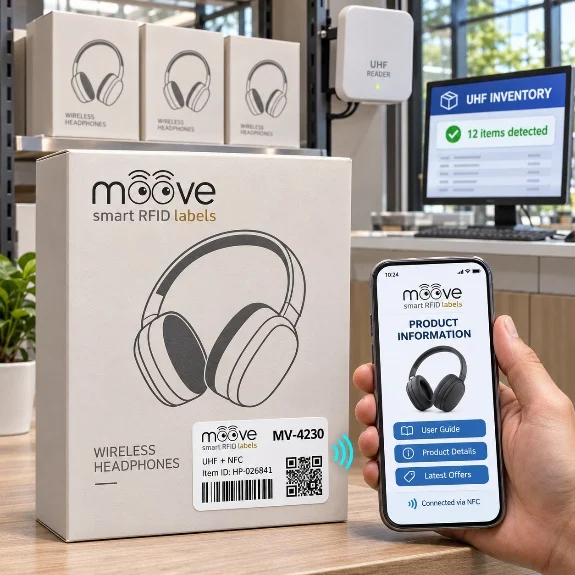 WIRELESS
HEADPHONES
WIRELESS
HEADPHONES
WIRELESS
HEADPHONES
UHF
READER
UHF INVENTORY
12 items detected
moove
smart RFID labels
WIRELESS
HEADPHONES
moove
smart RFID labels
MV-4230
UHF + NFC
Item ID: HP-026841
10:24
moove
smart RFID labels
PRODUCT
INFORMATION
User Guide
Product Details
Latest Offers
Connected via NFC